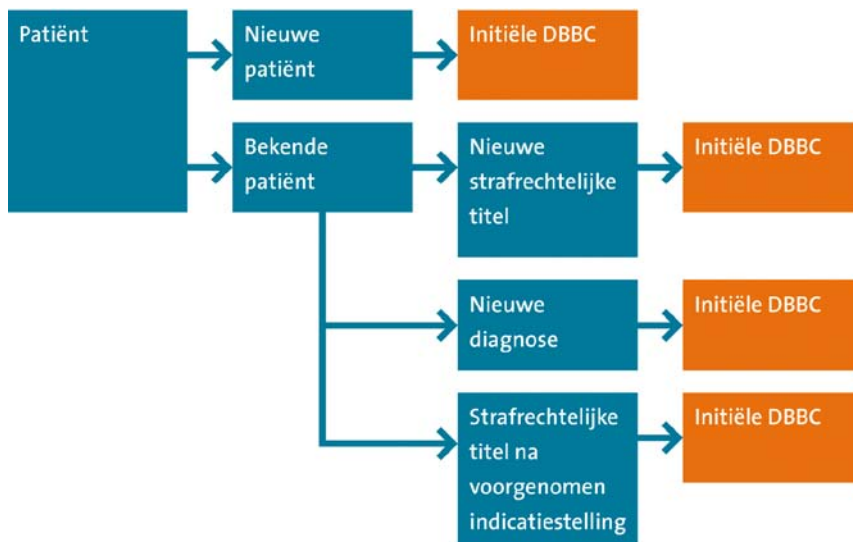 Patiënt
Nieuwe
patiënt
Initiële DBBC
Bekende
patiënt
Nieuwe
strafrechtelijke
titel
Initiële DBBC
Nieuwe
diagnose
Initiële DBBC
Strafrechtelijke
titel na
voorgenomen
indicatiestelling
Initiële DBBC